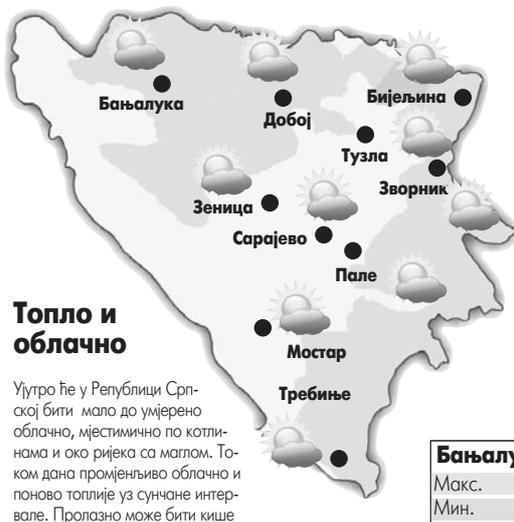 Бањалука
Добој
Бијељина
Тузла
Зворник
Зеница
Сарајево
Пале
Мостар
Требиње
Топло и
облачно
Ујутро ће у Републици Срп-
ској бити мало до умјерено
облачно, мјестимично по котли-
нама и око ријека са маглом. То-
ком дана промјенљиво облачно и
поново топлије уз сунчане интер-
вале. Пролазно може бити кише
Макс.
Мин.